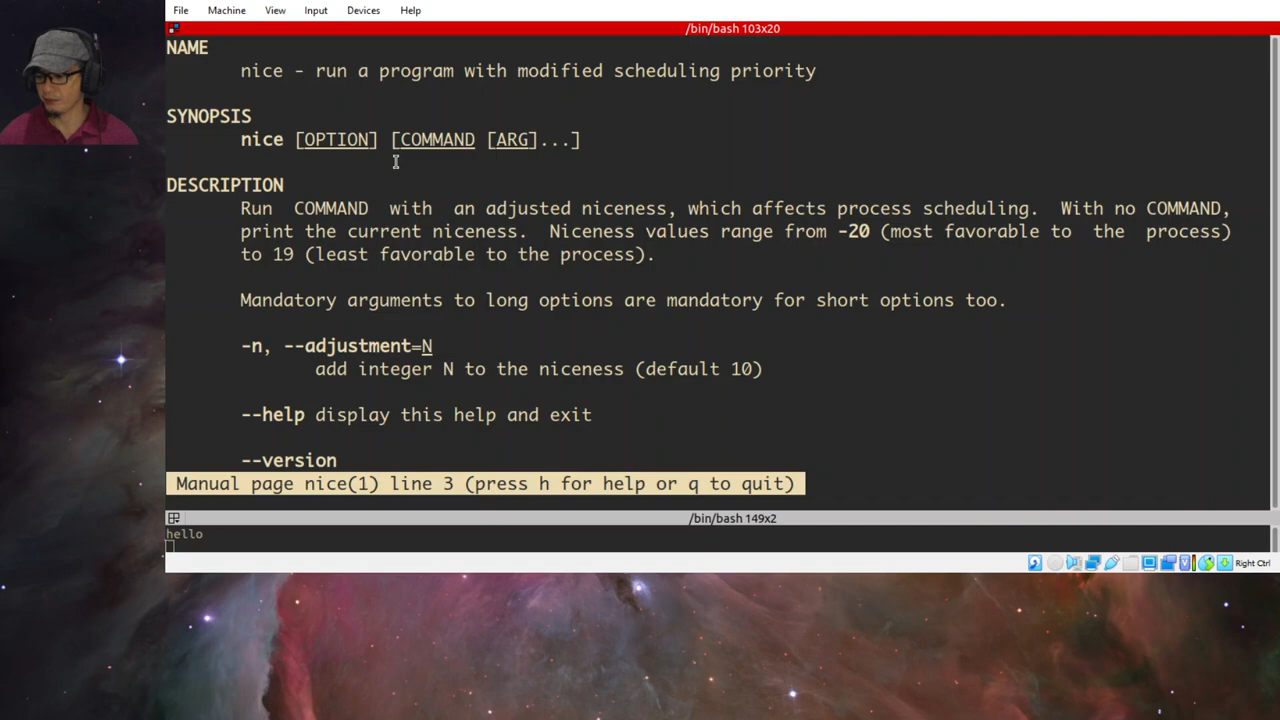 File Machine View Input Devices Help
/bin/bash 103x20
NAME
nice - run a program with modified scheduling priority
SYNOPSIS
nice [OPTION] [COMMAND [ARG]...]
DESCRIPTION
Run COMMAND with an adjusted niceness, which affects process scheduling. With no COMMAND,
print the current niceness. Niceness values range from -20 (most favorable to the process)
to 19 (least favorable to the process).
Mandatory arguments to long options are mandatory for short options too.
-n, --adjustment=N
add integer N to the niceness (default 10)
--help display this help and exit
--version
Manual page nice(1) line 3 (press h for help or q to quit)
/bin/bash 149x2
hello
Right Ctrl